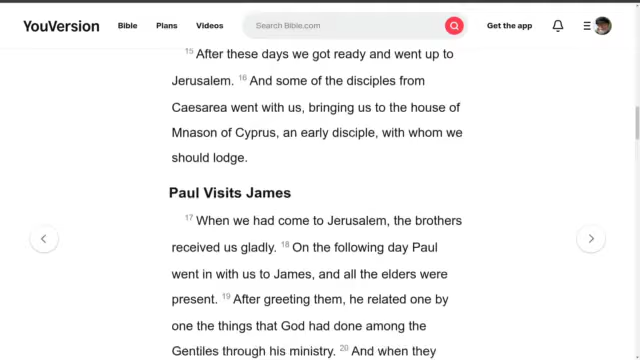 YouVersion Bible Plans Videos Search Bible.com Get the app
15 After these days we got ready and went up to
Jerusalem. 16 And some of the disciples from
Caesarea went with us, bringing us to the house of
Mnason of Cyprus, an early disciple, with whom we
should lodge.
Paul Visits James
17 When we had come to Jerusalem, the brothers
received us gladly. 18 On the following day Paul
went in with us to James, and all the elders were
present. 19 After greeting them, he related one by
one the things that God had done among the
Gentiles through his ministry. 20 And when they